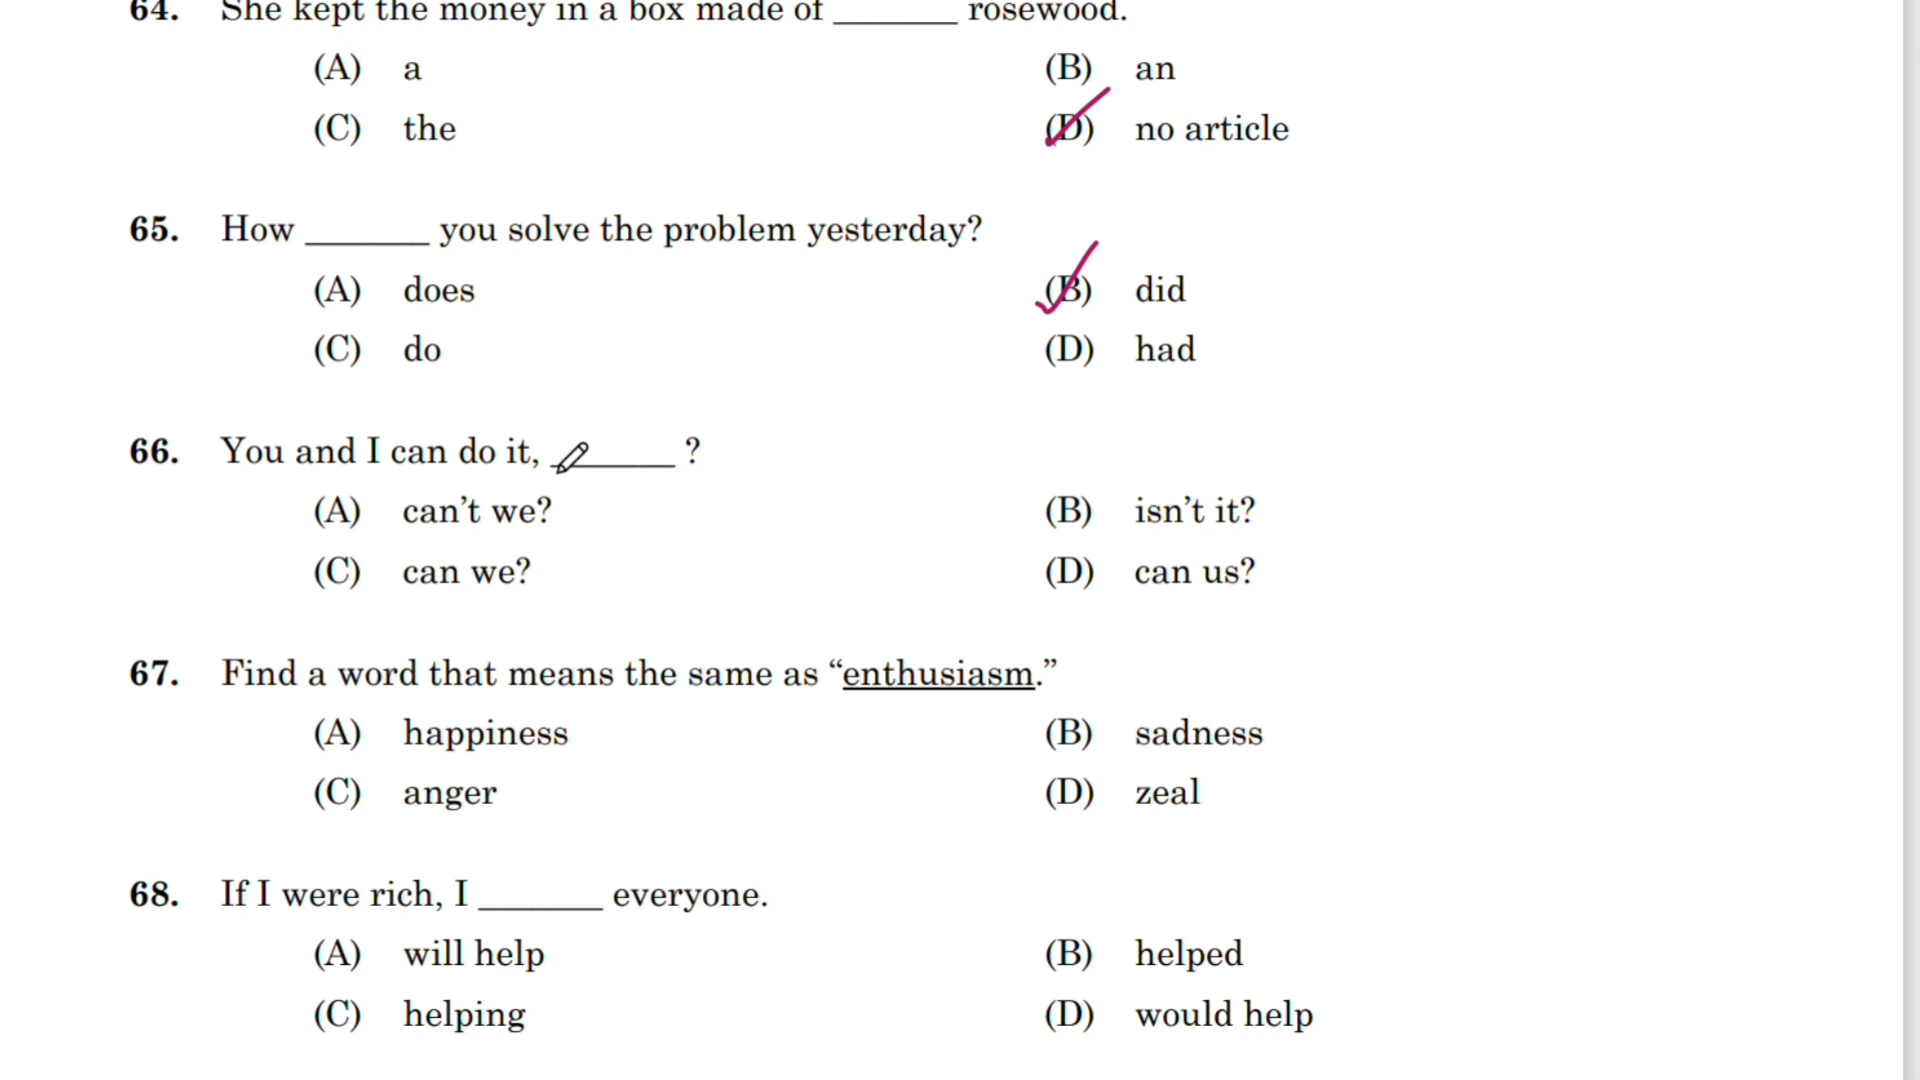 64. She kept the money in a box made of _______ rosewood.
(A) a (B) an
(C) the (D) no article
65. How _______ you solve the problem yesterday?
(A) does (B) did
(C) do (D) had
66. You and I can do it, _______ ?
(A) can’t we? (B) isn’t it?
(C) can we? (D) can us?
67. Find a word that means the same as “enthusiasm.”
(A) happiness (B) sadness
(C) anger (D) zeal
68. If I were rich, I _______ everyone.
(A) will help (B) helped
(C) helping (D) would help